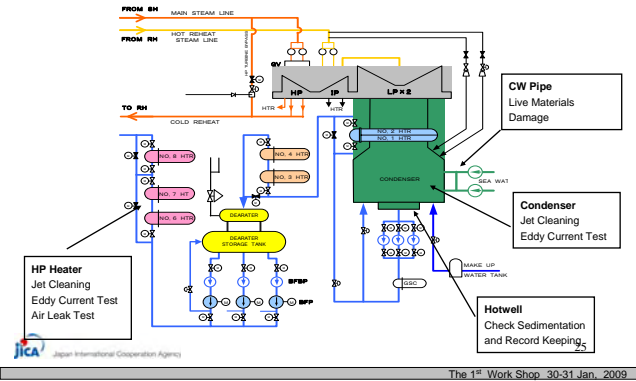 FROM SH
MAIN STEAM LINE
FROM RH
HOT REHEAT
STEAM LINE
HP TURBINE BYPASS
GV
HP
IP
LP×2
HTR
HTR
TO RH
COLD REHEAT
NO. 2 HTR
NO. 1 HTR
CW Pipe
Live Materials
Damage
NO. 8 HTR
NO. 7 HT
NO. 6 HTR
NO. 4 HTR
NO. 3 HTR
CONDENSER
SEA WAT
DEARATER
DEARATER
STORAGE TANK
Condenser
Jet Cleaning
Eddy Current Test
HP Heater
Jet Cleaning
Eddy Current Test
Air Leak Test
BFBP
BFP
M
M
M
GSC
MAKE UP
WATER TANK
Hotwell
Check Sedimentation
and Record Keeping
25
jICA
Japan International Cooperation Agency
The 1st Work Shop 30-31 Jan, 2009